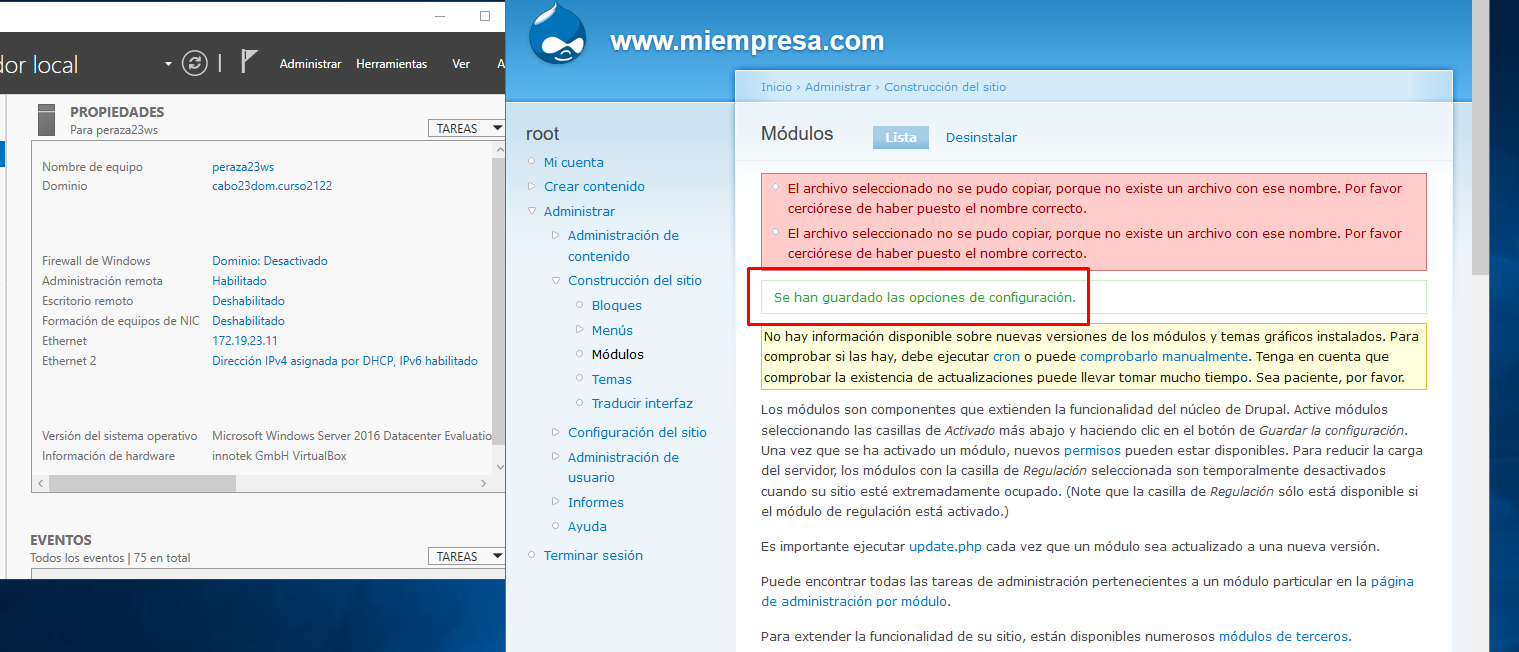 dor local
Administrar Herramientas Ver A
PROPIEDADES
Para peraza23ws
TAREAS
Nombre de equipo peraza23ws
Dominio cabo23dom.curso2122
Firewall de Windows Dominio: Desactivado
Administración remota Habilitado
Escritorio remoto Deshabilitado
Formación de equipos de NIC Deshabilitado
Ethernet 172.19.23.11
Ethernet 2 Dirección IPv4 asignada por DHCP, IPv6 habilitado
Versión del sistema operativo Microsoft Windows Server 2016 Datacenter Evaluatio
Información de hardware innotek GmbH VirtualBox
EVENTOS
Todos los eventos | 75 en total
TAREAS
www.miempresa.com
Inicio › Administrar › Construcción del sitio
root
Mi cuenta
Crear contenido
Administrar
Administración de
contenido
Construcción del sitio
Bloques
Menús
Módulos
Temas
Traducir interfaz
Configuración del sitio
Administración de
usuario
Informes
Ayuda
Terminar sesión
Módulos Lista Desinstalar
El archivo seleccionado no se pudo copiar, porque no existe un archivo con ese nombre. Por favor
cerciórese de haber puesto el nombre correcto.
El archivo seleccionado no se pudo copiar, porque no existe un archivo con ese nombre. Por favor
cerciórese de haber puesto el nombre correcto.
Se han guardado las opciones de configuración.
No hay información disponible sobre nuevas versiones de los módulos y temas gráficos instalados. Para
comprobar si las hay, debe ejecutar cron o puede comprobarlo manualmente. Tenga en cuenta que
comprobar la existencia de actualizaciones puede llevar tomar mucho tiempo. Sea paciente, por favor.
Los módulos son componentes que extienden la funcionalidad del núcleo de Drupal. Active módulos
seleccionando las casillas de Activado más abajo y haciendo clic en el botón de Guardar la configuración.
Una vez que se ha activado un módulo, nuevos permisos pueden estar disponibles. Para reducir la carga
del servidor, los módulos con la casilla de Regulación seleccionada son temporalmente desactivados
cuando su sitio esté extremadamente ocupado. (Note que la casilla de Regulación sólo está disponible si
el módulo de regulación está activado.)
Es importante ejecutar update.php cada vez que un módulo sea actualizado a una nueva versión.
Puede encontrar todas las tareas de administración pertenecientes a un módulo particular en la página
de administración por módulo.
Para extender la funcionalidad de su sitio, están disponibles numerosos módulos de terceros.